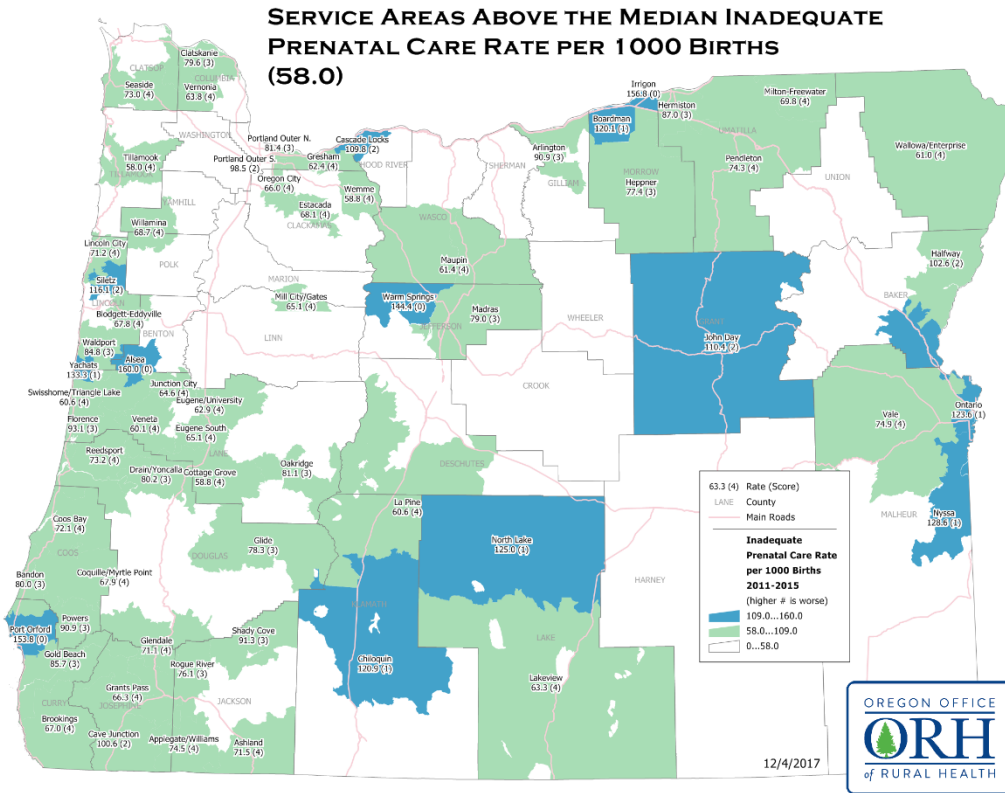 SERVICE AREAS ABOVE THE MEDIAN INADEQUATE
PRENATAL CARE RATE PER 1000 BIRTHS
(58.0)
Clatskanie
79.6 (3)
CLATSOP
COLUMBIA
Seaside
73.0 (4)
Vernonia
63.8 (4)
Irrigon
156.8 (0)
Hermiston
87.0 (3)
Milton-Freewater
69.8 (4)
Boardman
120.1 (1)
UMATILLA
WASHINGTON
Portland Outer N.
81.4 (3)
Cascade Locks
109.8 (2)
HOOD RIVER
SHERMAN
Arlington
90.9 (3)
GILLIAM
MORROW
Heppner
77.4 (3)
Pendleton
74.3 (4)
Wallowa/Enterprise
61.0 (4)
UNION
Tillamook
58.0 (4)
TILLAMOOK
Portland Outer S.
98.5 (2)
Gresham
62.4 (4)
Oregon City
66.0 (4)
Wemme
58.8 (4)
Estacada
68.1 (4)
CLACKAMAS
YAMHILL
Willamina
68.7 (4)
WASCO
Maupin
61.4 (4)
Halfway
102.6 (2)
BAKER
Lincoln City
71.2 (4)
POLK
Siletz
116.1 (2)
LINCOLN
MARION
Mill City/Gates
65.1 (4)
Warm Springs
144.4 (0)
JEFFERSON
Madras
79.0 (3)
WHEELER
GRANT
John Day
110.4 (2)
Blodgett-Eddyville
67.8 (4)
BENTON
LINN
Waldport
84.8 (3)
Alsea
160.0 (0)
Yachats
133.3 (1)
CROOK
Swisshome/Triangle Lake
60.6 (4)
Junction City
64.6 (4)
Eugene/University
62.9 (4)
Florence
93.1 (3)
Veneta
60.1 (4)
Eugene South
65.1 (4)
LANE
Ontario
123.6 (1)
Vale
74.9 (4)
Reedsport
73.2 (4)
Drain/Yoncalla
80.2 (3)
Cottage Grove
58.8 (4)
Oakridge
81.1 (3)
DESCHUTES
La Pine
60.6 (4)
MALHEUR
Nyssa
128.6 (1)
Coos Bay
72.1 (4)
COOS
DOUGLAS
Glide
78.3 (3)
North Lake
125.0 (1)
HARNEY
Bandon
80.0 (3)
Coquille/Myrtle Point
67.9 (4)
KLAMATH
Port Orford
153.8 (0)
Powers
90.9 (3)
Gold Beach
85.7 (3)
Glendale
71.1 (4)
Shady Cove
91.3 (3)
Rogue River
76.1 (3)
Chiloquin
120.9 (1)
LAKE
Lakeview
63.3 (4)
Grants Pass
66.3 (4)
JOSEPHINE
JACKSON
CURRY
Brookings
67.0 (4)
Cave Junction
100.6 (2)
Applegate/Williams
74.5 (4)
Ashland
71.5 (4)
63.3 (4) Rate (Score)
LANE County
Main Roads
Inadequate
Prenatal Care Rate
per 1000 Births
2011-2015
(higher # is worse)
109.0...160.0
58.0...109.0
0...58.0
12/4/2017
OREGON OFFICE
ORH
of RURAL HEALTH